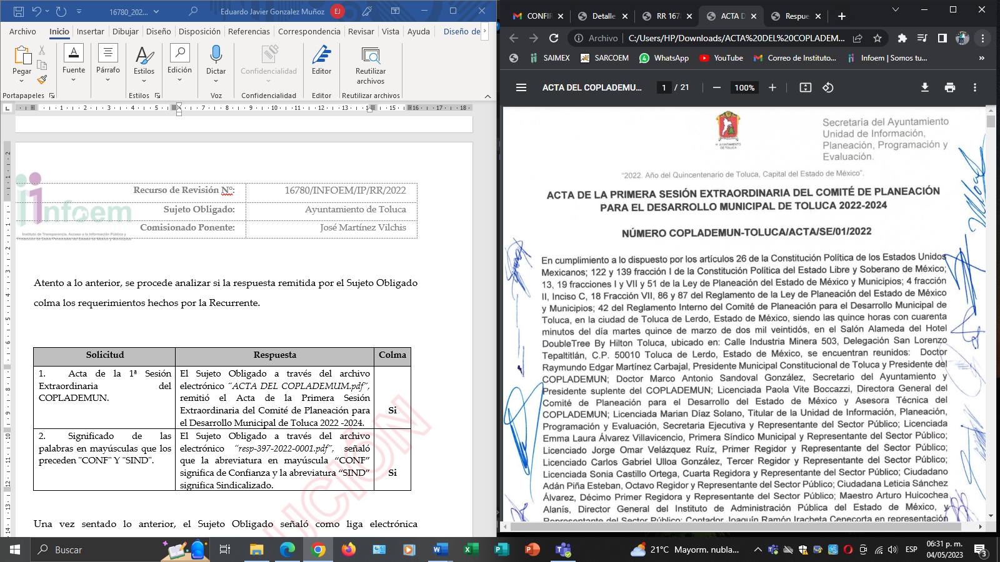 16780_202...
Eduardo Javier Gonzalez Muñoz
EJ
Archivo
Inicio
Insertar
Dibujar
Diseño
Disposición
Referencias
Correspondencia
Revisar
Vista
Ayuda
Diseño de
Pegar
Fuente
Párrafo
Estilos
Edición
Dictar
Confidencialidad
Editor
Reutilizar
archivos
Portapapeles
Estilos
Voz
Confidencialidad
Editor
Reutilizar archivos
Recurso de Revisión N°:
16780/INFOEM/IP/RR/2022
Sujeto Obligado:
Ayuntamiento de Toluca
Comisionado Ponente:
José Martínez Vilchis
infoem
Instituto de Transparencia, Acceso a la Información Pública y
Protección de Datos Personales del Estado de México y Municipios
Atento a lo anterior, se procede analizar si la respuesta remitida por el Sujeto Obligado
colma los requerimientos hechos por la Recurrente.
Solicitud
Respuesta
Colma
1. Acta de la 1ª Sesión
Extraordinaria del
COPLADEMUN.
El Sujeto Obligado a través del archivo
electrónico “ACTA DEL COPLADEMUM.pdf”,
remitió el Acta de la Primera Sesión
Extraordinaria del Comité de Planeación para
el Desarrollo Municipal de Toluca 2022 -2024.
Si
2. Significado de las
palabras en mayúsculas que los
preceden "CONF" Y "SIND".
El Sujeto Obligado a través del archivo
electrónico “resp-397-2022-0001.pdf”, señaló
que la abreviatura en mayúscula “CONF”
significa de Confianza y la abreviatura “SIND”
significa Sindicalizado.
Si
Una vez sentado lo anterior, el Sujeto Obligado señaló como liga electrónica
CONFIR
Detalle
RR 1678
ACTA D
Respue
Archivo
C:/Users/HP/Downloads/ACTA%20DEL%20COPLADEM...
SAIMEX
SARCOEM
WhatsApp
YouTube
Correo de Instituto...
Infoem | Somos tu...
ACTA DEL COPLADEMU...
1 / 21
100%
H. AYUNTAMIENTO
DE TOLUCA
Secretaría del Ayuntamiento
Unidad de Información,
Planeación, Programación y
Evaluación.
“2022. Año del Quincentenario de Toluca, Capital del Estado de México”.
ACTA DE LA PRIMERA SESIÓN EXTRAORDINARIA DEL COMITÉ DE PLANEACIÓN
PARA EL DESARROLLO MUNICIPAL DE TOLUCA 2022-2024
NÚMERO COPLADEMUN-TOLUCA/ACTA/SE/01/2022
En cumplimiento a lo dispuesto por los artículos 26 de la Constitución Política de los Estados Unidos
Mexicanos; 122 y 139 fracción I de la Constitución Política del Estado Libre y Soberano de México;
13, 19 fracciones I y VII y 51 de la Ley de Planeación del Estado de México y Municipios; 4 fracción
II, Inciso C, 18 Fracción VII, 86 y 87 del Reglamento de la Ley de Planeación del Estado de México
y Municipios; 42 del Reglamento Interno del Comité de Planeación para el Desarrollo Municipal de
Toluca, en la ciudad de Toluca de Lerdo, Estado de México, siendo las quince horas con cuarenta
minutos del día martes quince de marzo de dos mil veintidós, en el Salón Alameda del Hotel
DoubleTree By Hilton Toluca, ubicado en: Calle Industria Minera 503, Delegación San Lorenzo
Tepaltitlán, C.P. 50010 Toluca de Lerdo, Estado de México, se encuentran reunidos: Doctor
Raymundo Edgar Martínez Carbajal, Presidente Municipal Constitucional de Toluca y Presidente del
COPLADEMUN; Doctor Marco Antonio Sandoval González, Secretario del Ayuntamiento y
Presidente suplente del COPLADEMUN; Licenciada Paola Vite Boccazzi, Directora General del
Comité de Planeación para el Desarrollo del Estado de México y Asesora Técnica del
COPLADEMUN; Licenciada Marian Díaz Solano, Titular de la Unidad de Información, Planeación,
Programación y Evaluación, Secretaria Ejecutiva y Representante del Sector Público; Licenciada
Emma Laura Álvarez Villavicencio, Primera Síndico Municipal y Representante del Sector Público;
Licenciado Jorge Omar Velázquez Ruíz, Primer Regidor y Representante del Sector Público;
Licenciado Carlos Gabriel Ulloa González, Tercer Regidor y Representante del Sector Público;
Licenciada Sonia Castillo Ortega, Cuarta Regidora y Representante del Sector Público; Ciudadano
Adán Piña Esteban, Octavo Regidor y Representante del Sector Público; Ciudadana Leticia Sánchez
Álvarez, Décimo Primer Regidora y Representante del Sector Público; Maestro Arturo Huicochea
Alanís, Director General del Instituto de Administración Pública del Estado de México, y
Representante del Sector Público; Contador Joaquín Ramón Iracheta Cenecorta en representación
Buscar
21°C Mayorm. nubla...
ESP
06:31 p. m.
04/05/2023
3